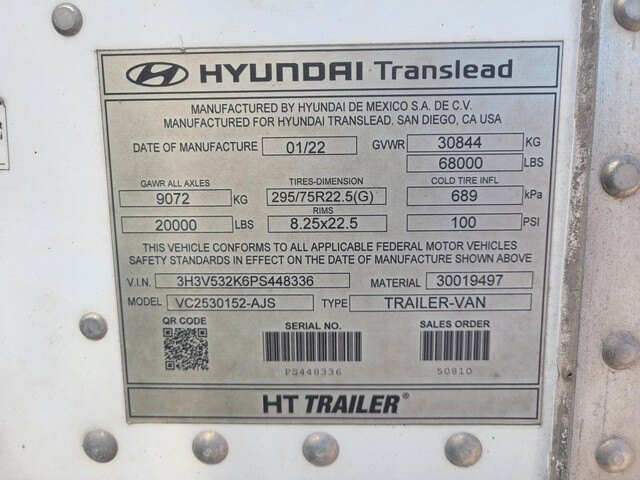 HYUNDAI Translead
MANUFACTURED BY HYUNDAI DE MEXICO S.A. DE C.V.
MANUFACTURED FOR HYUNDAI TRANSLEAD. SAN DIEGO, CA USA
DATE OF MANUFACTURE 01/22 GVWR 30844 KG
68000 LBS
GAWR ALL AXLES TIRES-DIMENSION COLD TIRE INFL
9072 KG 295/75R22.5(G) 689 kPa
RIMS
20000 LBS 8.25x22.5 100 PSI
THIS VEHICLE CONFORMS TO ALL APPLICABLE FEDERAL MOTOR VEHICLE
SAFETY STANDARDS IN EFFECT ON THE DATE OF MANUFACTURE SHOWN ABOVE
V.I.N. 3H3V532K6PS448336 MATERIAL 30019497
MODEL VC2530152-AJS TYPE TRAILER-VAN
QR CODE SERIAL NO. SALES ORDER
PS448336 50810
HT TRAILER®